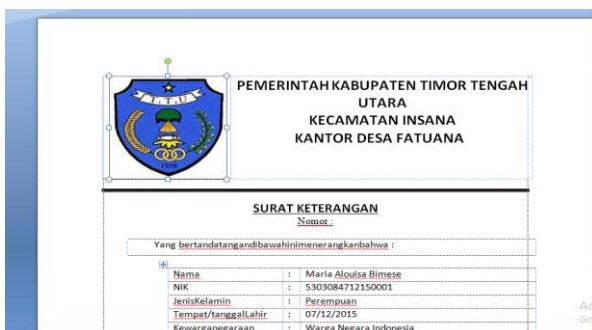 T.T.U
1958
PEMERINTAH KABUPATEN TIMOR TENGAH
UTARA
KECAMATAN INSANA
KANTOR DESA FATUANA
SURAT KETERANGAN
Nomor :
Yang bertandatangandibawahinimenerangkanbahwa :
Nama : Maria Alouisa Bimese
NIK : 5303084712150001
JenisKelamin : Perempuan
Tempat/tanggalLahir : 07/12/2015
Kewarganegaraan : Warga Negara Indonesia